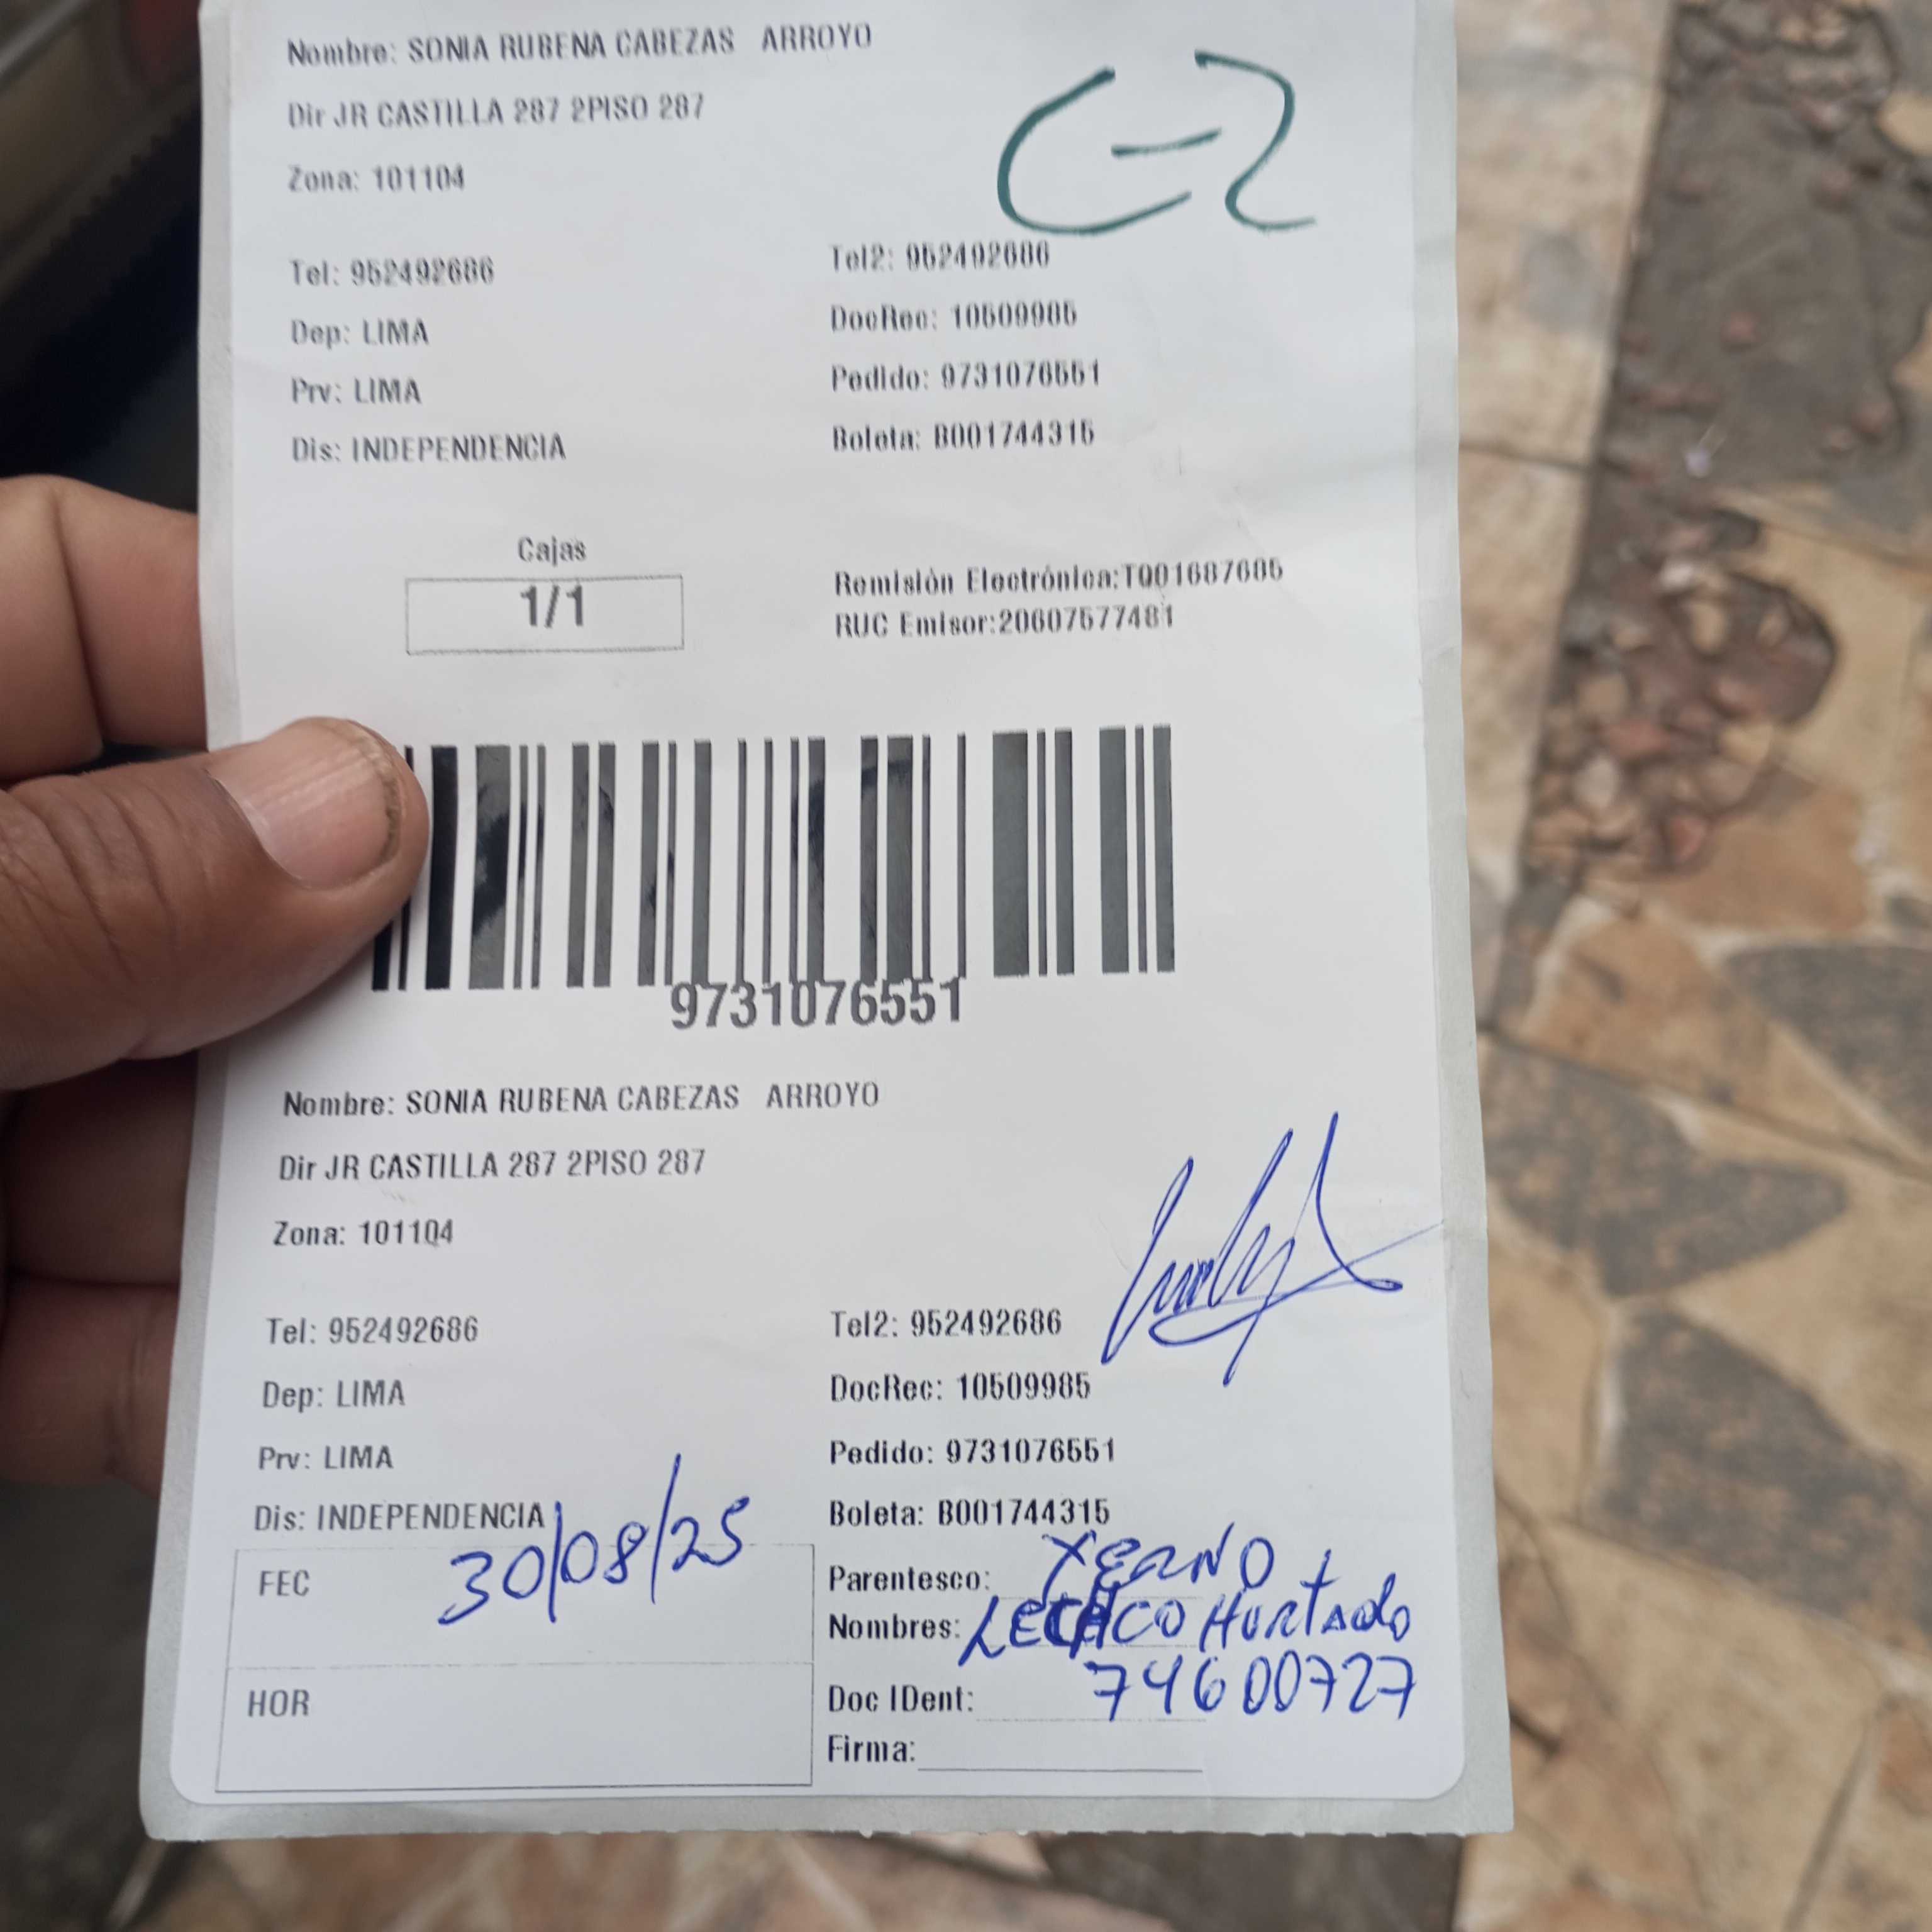 Nombre: SONIA RUBENA CABEZAS ARROYO
Dir JR CASTILLA 287 2PISO 287
C-2
Zona: 101104
Tel: 952492686 Tel2: 952492686
Dep: LIMA DocRec: 10509985
Prv: LIMA Pedido: 9731076551
Dis: INDEPENDENCIA Boleta: B001744315
Cajas
1/1
Remisión Electrónica:T001687685
RUC Emisor:20607577481
9731076551
Nombre: SONIA RUBENA CABEZAS ARROYO
Dir JR CASTILLA 287 2PISO 287
Zona: 101104
Tel: 952492686 Tel2: 952492686
Dep: LIMA DocRec: 10509985
Prv: LIMA Pedido: 9731076551
Dis: INDEPENDENCIA Boleta: B001744315
FEC 30/08/25
Parentesco: YERNO
Nombres: Hurtado
HOR
Doc IDent: 74600727
Firma: